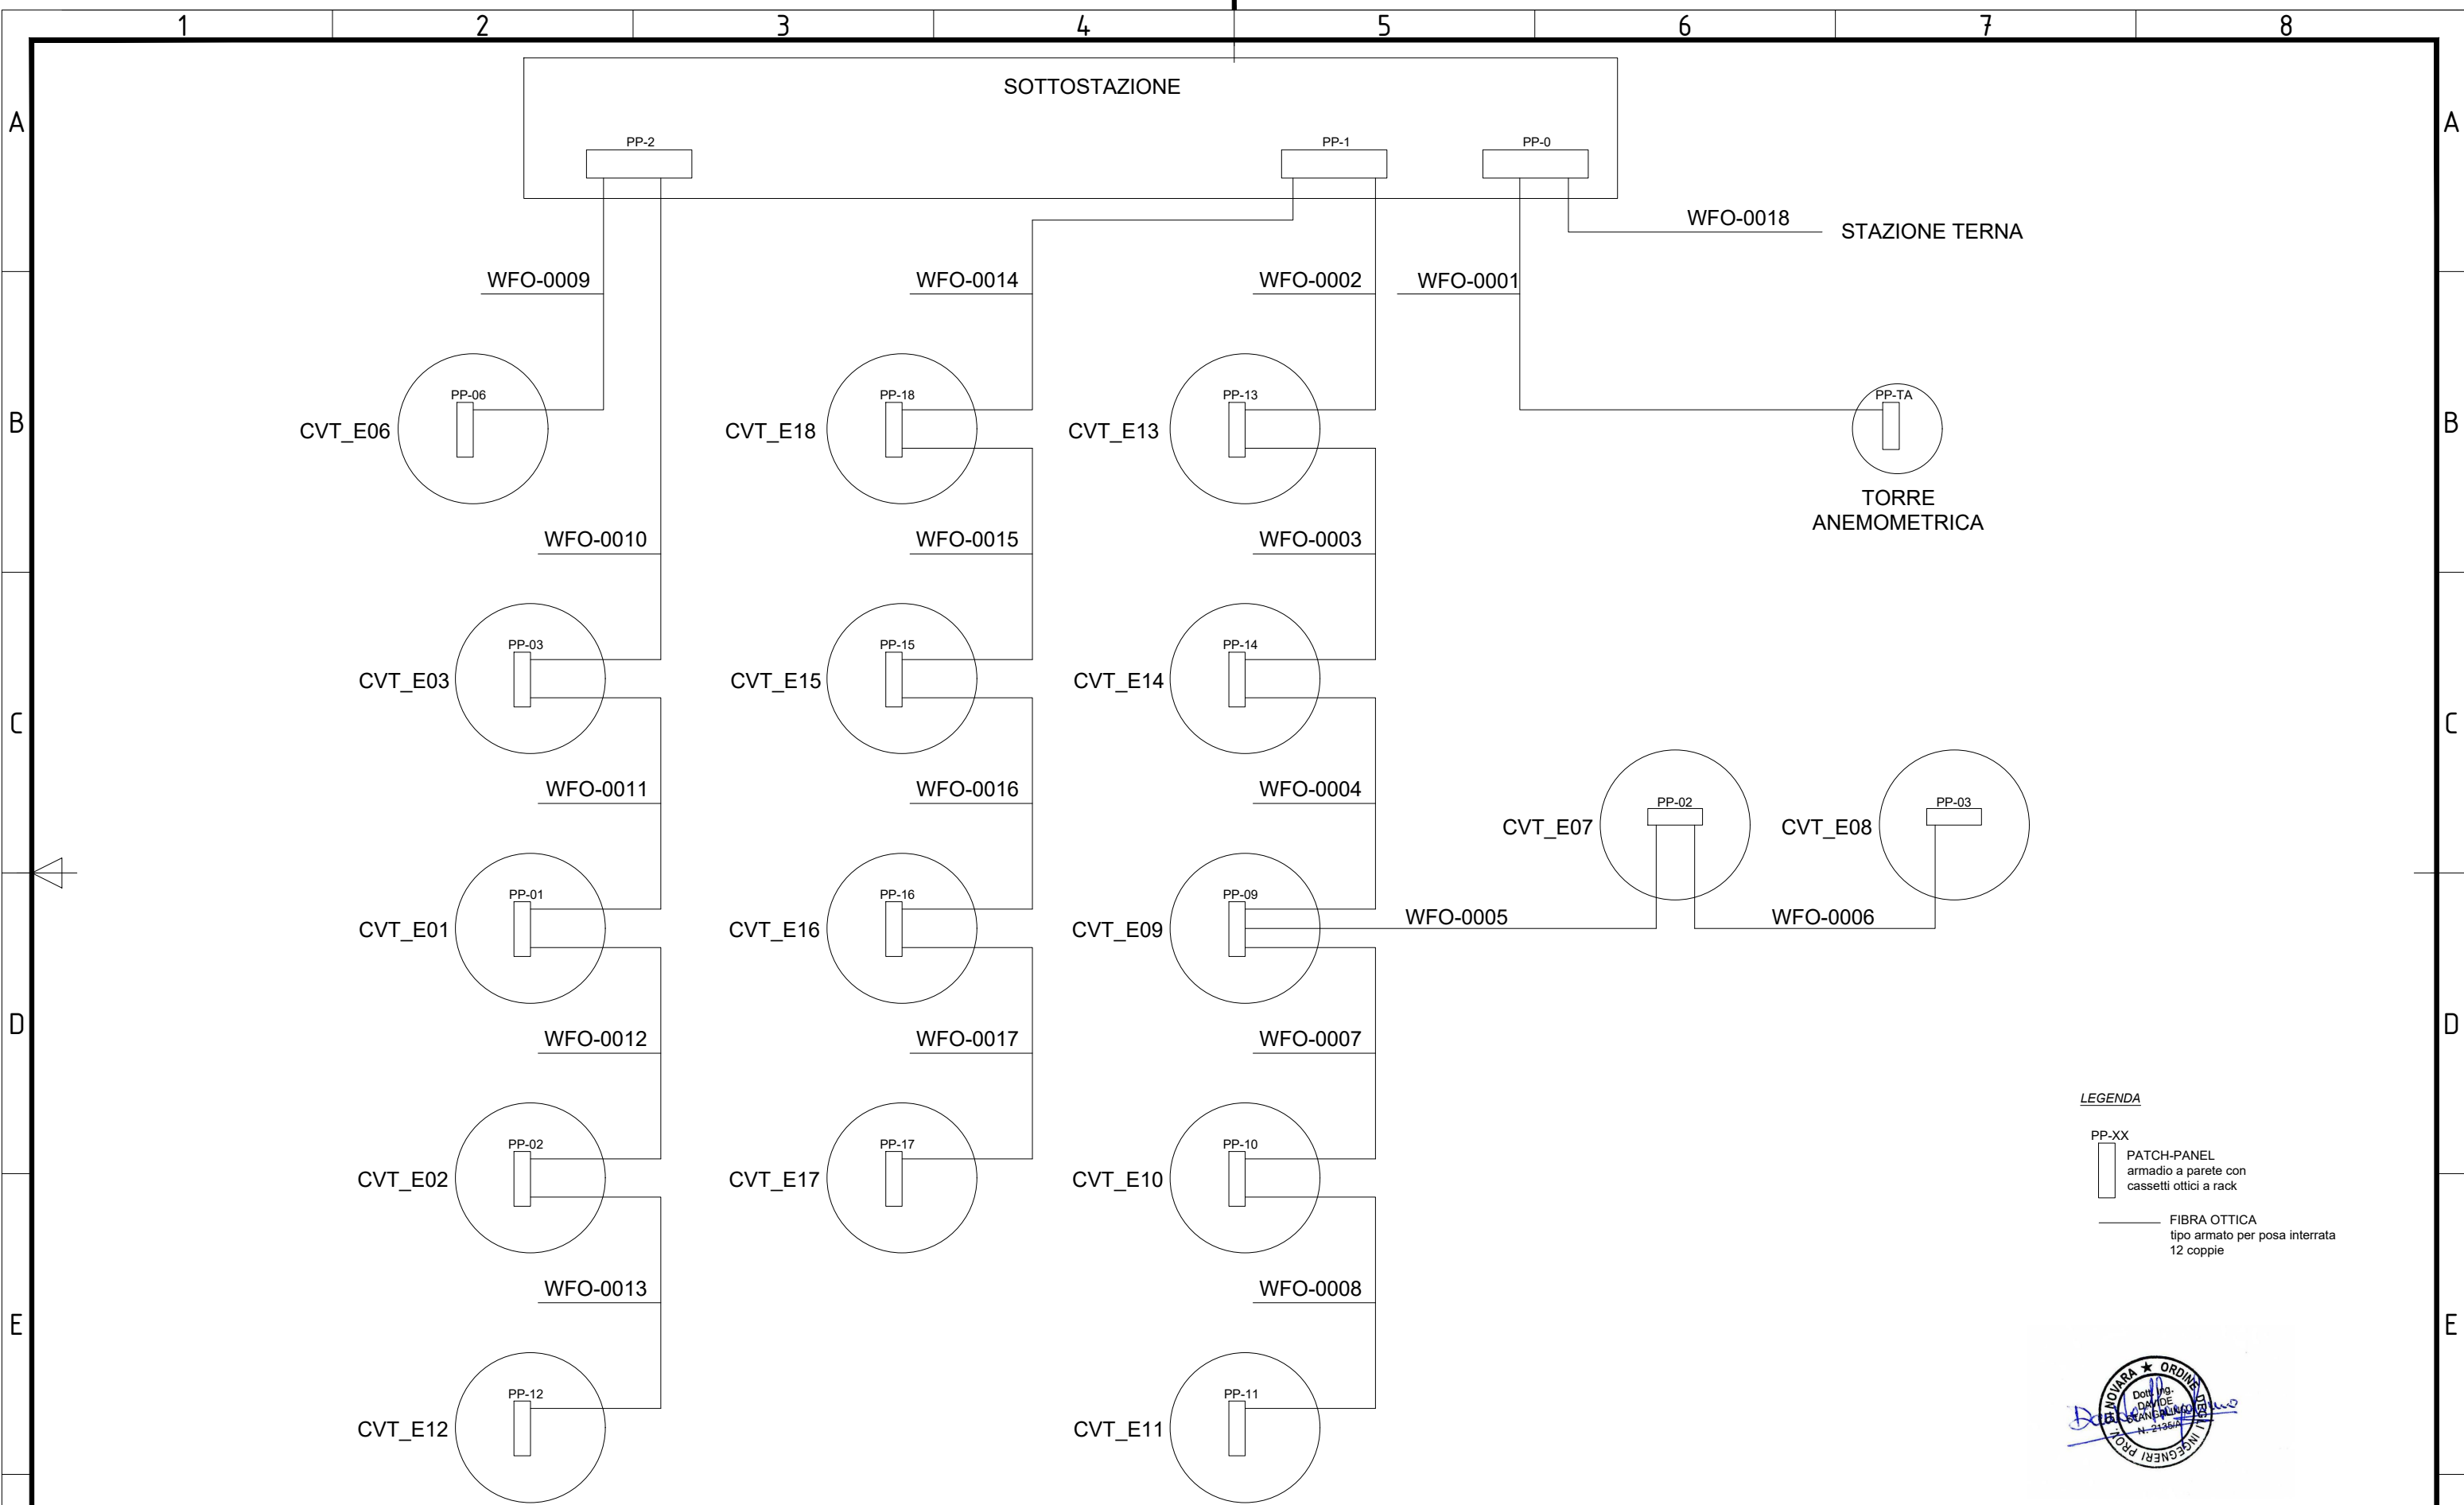 1 2 3 4 5 6 7 8
A A
SOTTOSTAZIONE
PP-2 PP-1 PP-0
WFO-0018 STAZIONE TERNA
WFO-0009 WFO-0014 WFO-0002 WFO-0001
B B
PP-06 PP-18 PP-13 PP-TA
CVT_E06 CVT_E18 CVT_E13
TORRE
ANEMOMETRICA
WFO-0010 WFO-0015 WFO-0003
PP-03 PP-15 PP-14
CVT_E03 CVT_E15 CVT_E14
C C
WFO-0011 WFO-0016 WFO-0004
PP-02 PP-03
CVT_E07 CVT_E08
PP-01 PP-16 PP-09
WFO-0005 WFO-0006
CVT_E01 CVT_E16 CVT_E09
D D
WFO-0012 WFO-0017 WFO-0007
LEGENDA
PP-XX
PATCH-PANEL
armadio a parete con
cassetti ottici a rack
PP-02 PP-17 PP-10
CVT_E02 CVT_E17 CVT_E10
FIBRA OTTICA
tipo armato per posa interrata
12 coppie
WFO-0013 WFO-0008
E E
PP-12 PP-11
CVT_E12 CVT_E11
ORDINE DEGLI INGEGNERI PROV. NOVARA
Dott. Ing.
DAVIDE
N. 2135/A